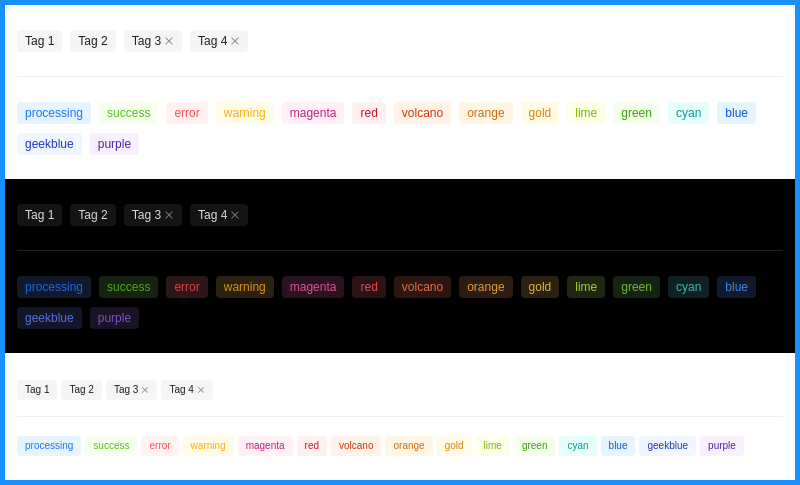 Tag 1 Tag 2 Tag 3 Tag 4
processing success error warning magenta red volcano orange gold lime green cyan blue
geekblue purple
Tag 1 Tag 2 Tag 3 Tag 4
processing success error warning magenta red volcano orange gold lime green cyan blue
geekblue purple
Tag 1 Tag 2 Tag 3 Tag 4
processing success error warning magenta red volcano orange gold lime green cyan blue geekblue purple